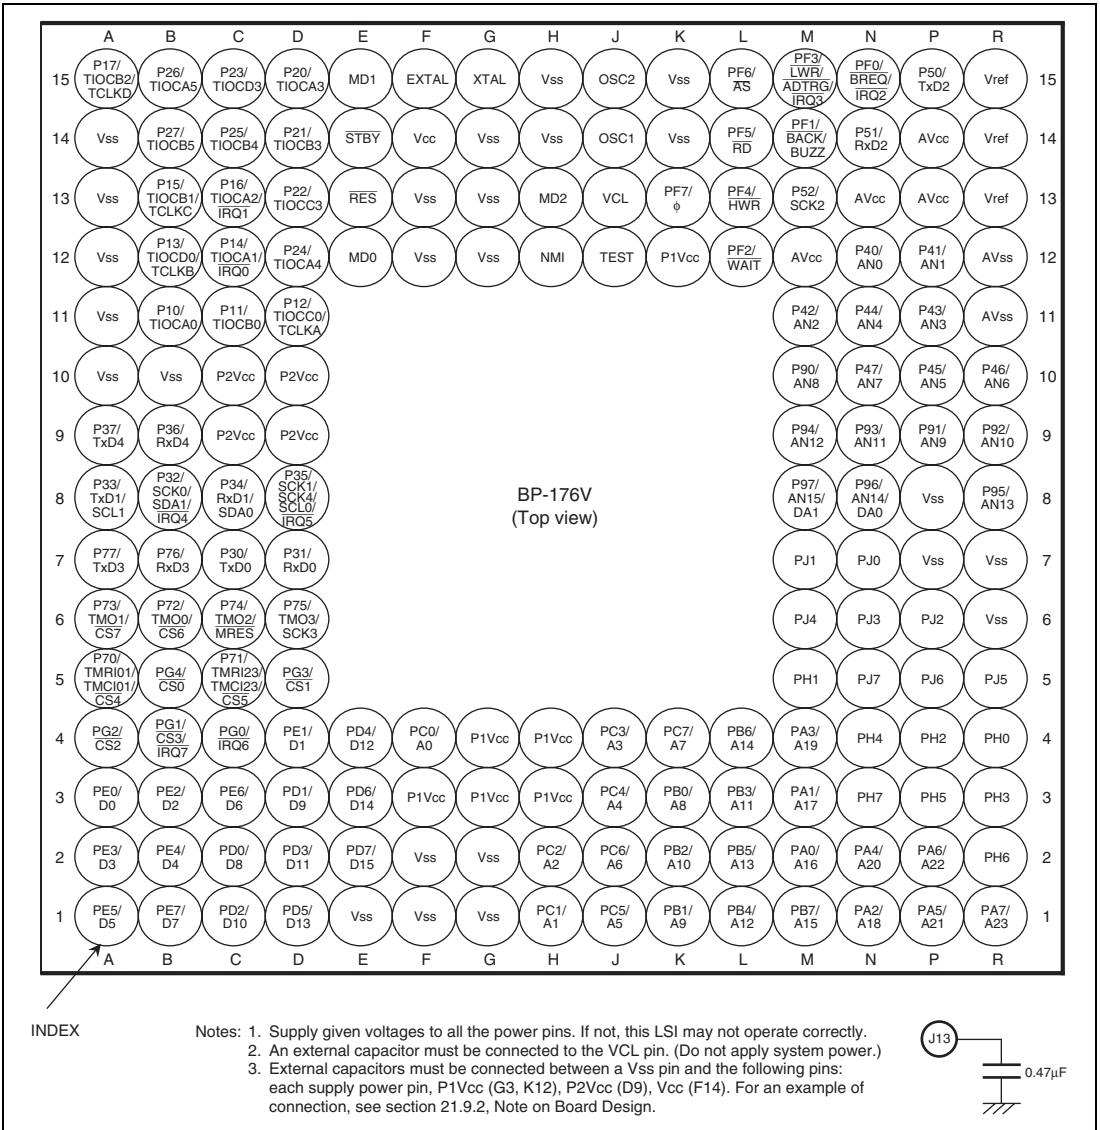 A B C D E F G H J K L M N P R
15 P17/TIOCB2/TCLKD P26/TIOCA5 P23/TIOCD3 P20/TIOCA3 MD1 EXTAL XTAL Vss OSC2 Vss PF6/AS PF3/LWR/ADTRG/IRQ3 PF0/BREQ/IRQ2 P50/TxD2 Vref 15
14 Vss P27/TIOCB5 P25/TIOCB4 P21/TIOCB3 STBY Vcc Vss Vss OSC1 Vss PF5/RD PF1/BACK/BUZZ P51/RxD2 AVcc Vref 14
13 Vss P15/TIOCB1/TCLKC P16/TIOCA2/IRQ1 P22/TIOCC3 RES Vss Vss MD2 VCL PF7/φ PF4/HWR P52/SCK2 AVcc AVcc Vref 13
12 Vss P13/TIOCD0/TCLKB P14/TIOCA1/IRQ0 P24/TIOCA4 MD0 Vss Vss NMI TEST P1Vcc PF2/WAIT AVcc P40/AN0 P41/AN1 AVss 12
11 Vss P10/TIOCA0 P11/TIOCB0 P12/TIOCC0/TCLKA P42/AN2 P44/AN4 P43/AN3 AVss 11
10 Vss Vss P2Vcc P2Vcc P90/AN8 P47/AN7 P45/AN5 P46/AN6 10
9 P37/TxD4 P36/RxD4 P2Vcc P2Vcc P94/AN12 P93/AN11 P91/AN9 P92/AN10 9
8 P33/TxD1/SCL1 P32/SCK0/SDA1/IRQ4 P34/RxD1/SDA0 P35/SCK1/SCK4/SCL0/IRQ5 BP-176V P97/AN15/DA1 P96/AN14/DA0 Vss P95/AN13 8
(Top view)
7 P77/TxD3 P76/RxD3 P30/TxD0 P31/RxD0 PJ1 PJ0 Vss Vss 7
6 P73/TMO1/CS7 P72/TMO0/CS6 P74/TMO2/MRES P75/TMO3/SCK3 PJ4 PJ3 PJ2 Vss 6
5 P70/TMRI01/TMCI01/CS4 PG4/CS0 P71/TMRI23/TMCI23/CS5 PG3/CS1 PH1 PJ7 PJ6 PJ5 5
4 PG2/CS2 PG1/CS3/IRQ7 PG0/IRQ6 PE1/D1 PD4/D12 PC0/A0 P1Vcc P1Vcc PC3/A3 PC7/A7 PB6/A14 PA3/A19 PH4 PH2 PH0 4
3 PE0/D0 PE2/D2 PE6/D6 PD1/D9 PD6/D14 P1Vcc P1Vcc P1Vcc PC4/A4 PB0/A8 PB3/A11 PA1/A17 PH7 PH5 PH3 3
2 PE3/D3 PE4/D4 PD0/D8 PD3/D11 PD7/D15 Vss Vss PC2/A2 PC6/A6 PB2/A10 PB5/A13 PA0/A16 PA4/A20 PA6/A22 PH6 2
1 PE5/D5 PE7/D7 PD2/D10 PD5/D13 Vss Vss Vss PC1/A1 PC5/A5 PB1/A9 PB4/A12 PB7/A15 PA2/A18 PA5/A21 PA7/A23 1
A B C D E F G H J K L M N P R
INDEX
Notes: 1. Supply given voltages to all the power pins. If not, this LSI may not operate correctly.
2. An external capacitor must be connected to the VCL pin. (Do not apply system power.)
3. External capacitors must be connected between a Vss pin and the following pins:
each supply power pin, P1Vcc (G3, K12), P2Vcc (D9), Vcc (F14). For an example of
connection, see section 21.9.2, Note on Board Design.
J13
0.47μF